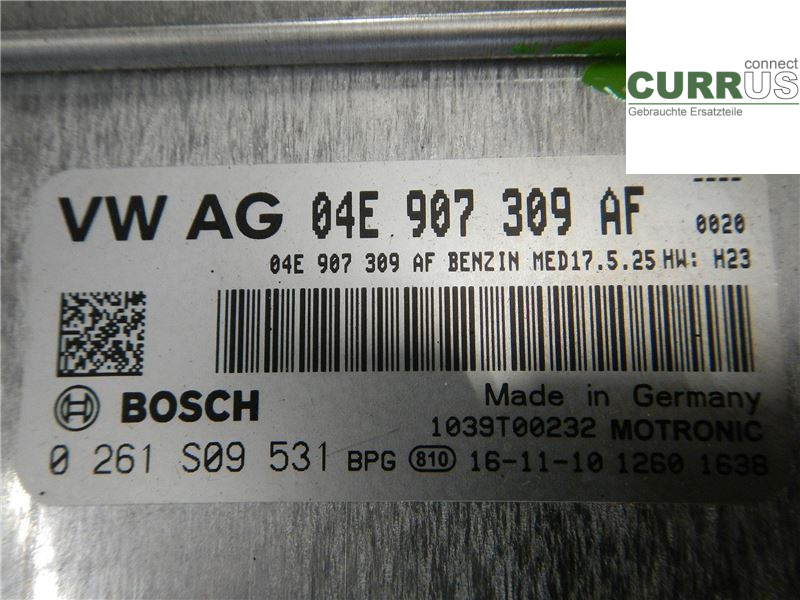 connect
CURRUS
Gebrauchte Ersatzteile
VW AG 04E 907 309 AF 0020
04E 907 309 AF BENZIN MED17.5.25 HW: H23
BOSCH
Made in Germany
1039T00232 MOTRONIC
0 261 S09 531 BPG 810 16-11-10 1260 1638